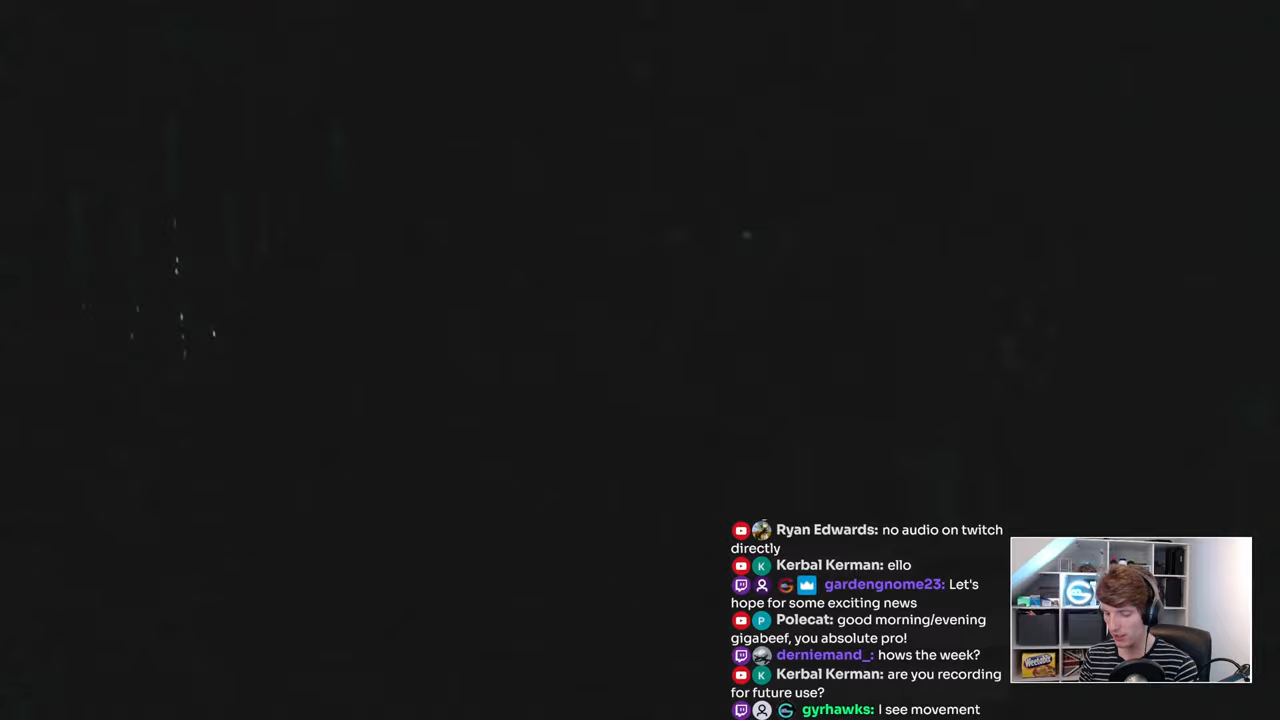 Ryan Edwards: no audio on twitch
directly
K Kerbal Kerman: ello
gardengnome23: Let's
hope for some exciting news
P Polecat: good morning/evening
gigabeef, you absolute pro!
derniemand_: hows the week?
K Kerbal Kerman: are you recording
for future use?
gyrhawks: I see movement
Weetabix